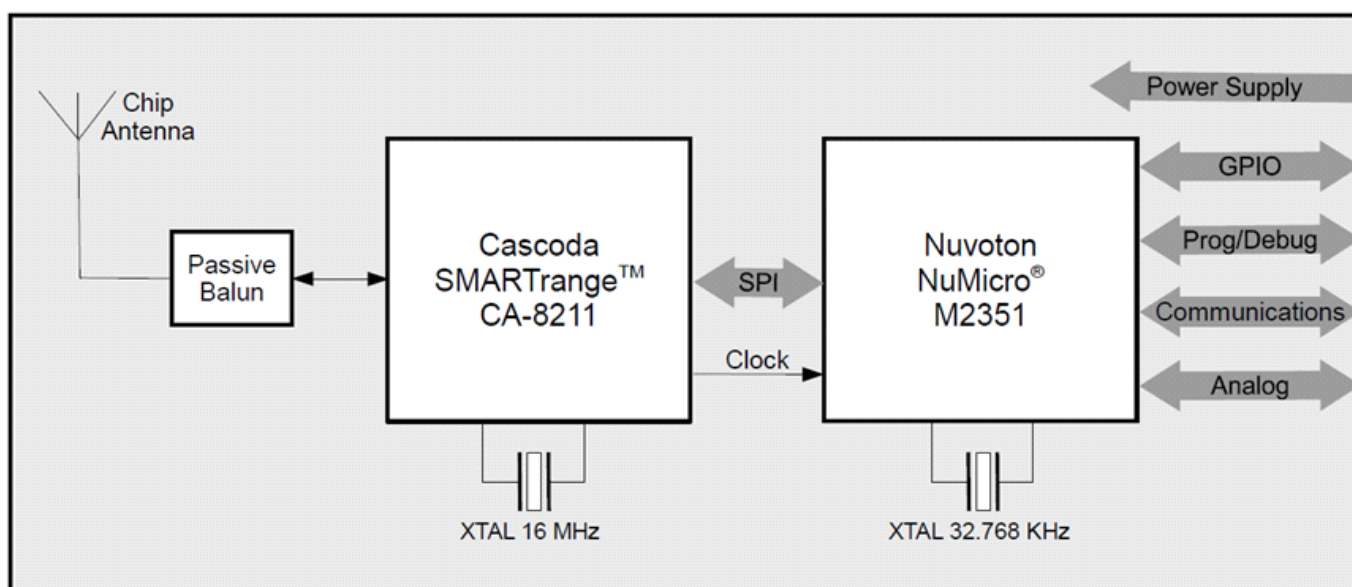 Chip
Antenna
Passive
Balun
Cascoda
SMARTrange™
CA-8211
SPI
Clock
Nuvoton
NuMicro®
M2351
Power Supply
GPIO
Prog/Debug
Communications
Analog
XTAL 16 MHz
XTAL 32.768 KHz